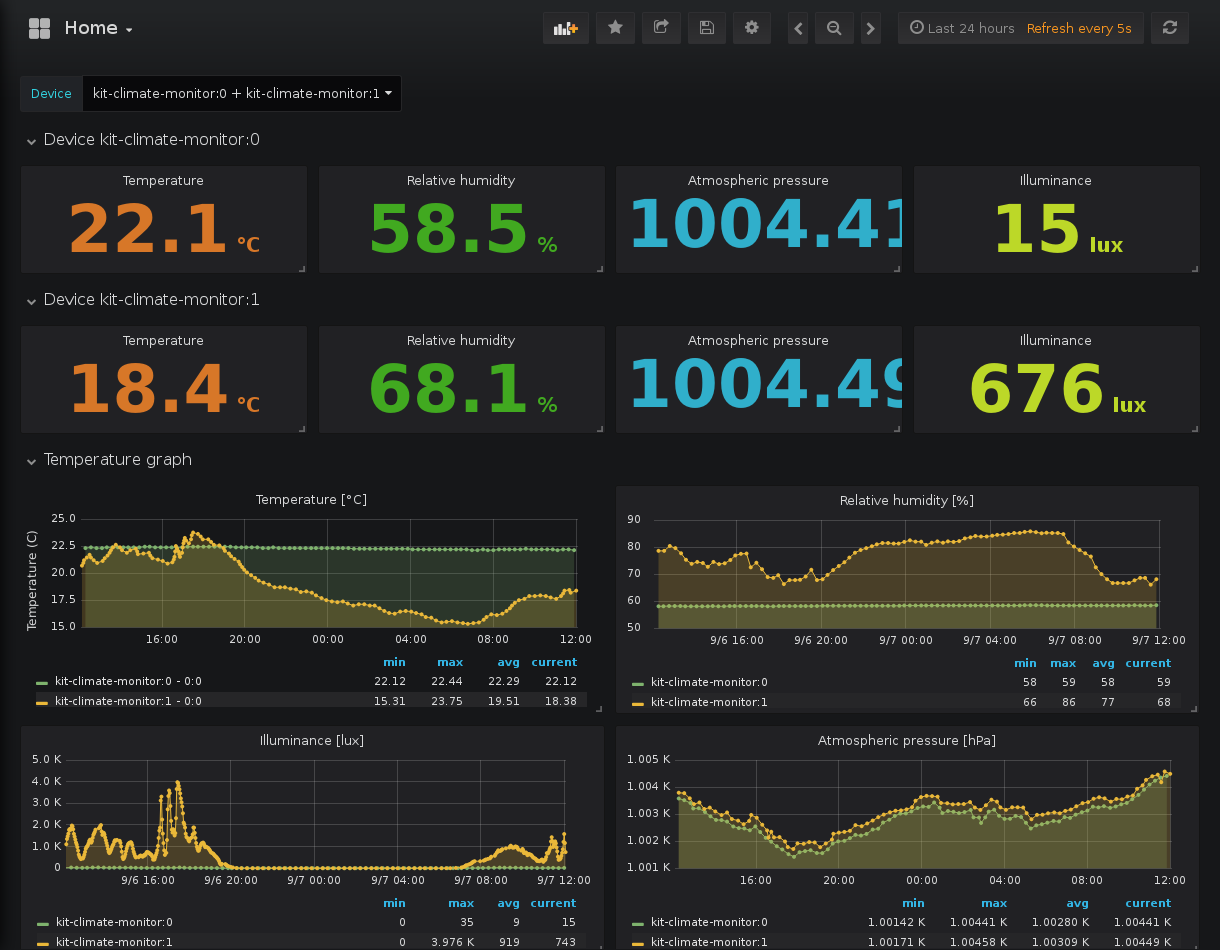 Home
Last 24 hours Refresh every 5s
Device kit-climate-monitor:0 + kit-climate-monitor:1
Device kit-climate-monitor:0
Temperature Relative humidity Atmospheric pressure Illuminance
22.1 °C 58.5 % 1004.41 15 lux
Device kit-climate-monitor:1
Temperature Relative humidity Atmospheric pressure Illuminance
18.4 °C 68.1 % 1004.49 676 lux
Temperature graph
Temperature [°C]
Temperature (C)
25.0
22.5
20.0
17.5
15.0
16:00 20:00 00:00 04:00 08:00 12:00
min max avg current
kit-climate-monitor:0 - 0:0 22.12 22.44 22.29 22.12
kit-climate-monitor:1 - 0:0 15.31 23.75 19.51 18.38
Relative humidity [%]
90
80
70
60
50
9/6 16:00 9/6 20:00 9/7 00:00 9/7 04:00 9/7 08:00 9/7 12:00
min max avg current
kit-climate-monitor:0 58 59 58 59
kit-climate-monitor:1 66 86 77 68
Illuminance [lux]
5.0 K
4.0 K
3.0 K
2.0 K
1.0 K
0
9/6 16:00 9/6 20:00 9/7 00:00 9/7 04:00 9/7 08:00 9/7 12:00
min max avg current
kit-climate-monitor:0 0 35 9 15
kit-climate-monitor:1 0 3.976 K 919 743
Atmospheric pressure [hPa]
1.005 K
1.004 K
1.003 K
1.002 K
1.001 K
16:00 20:00 00:00 04:00 08:00 12:00
min max avg current
kit-climate-monitor:0 1.00142 K 1.00441 K 1.00280 K 1.00441 K
kit-climate-monitor:1 1.00171 K 1.00458 K 1.00309 K 1.00449 K